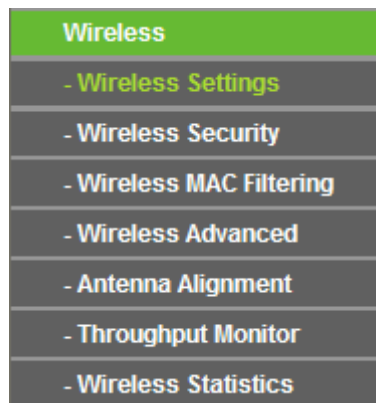 Wireless
- Wireless Settings
- Wireless Security
- Wireless MAC Filtering
- Wireless Advanced
- Antenna Alignment
- Throughput Monitor
- Wireless Statistics